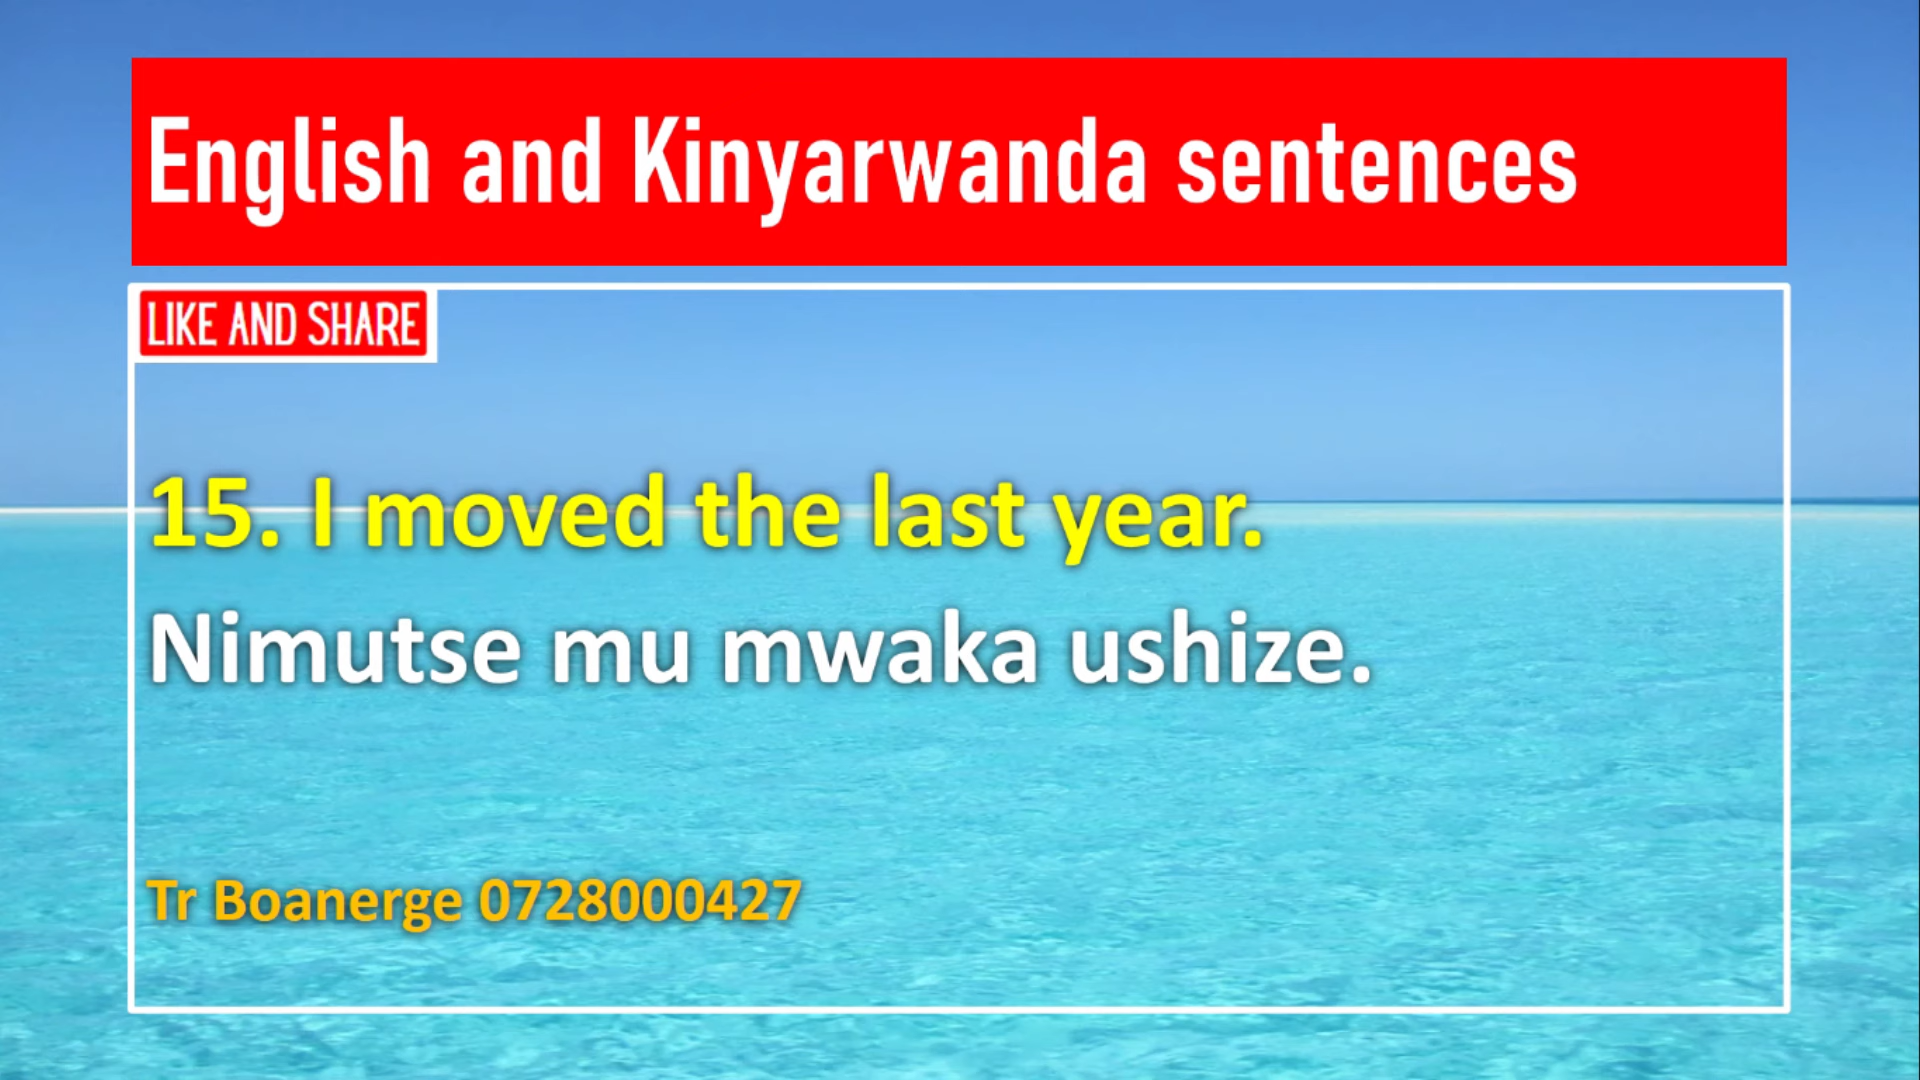 English and Kinyarwanda sentences
LIKE AND SHARE
15. I moved the last year.
Nimutse mu mwaka ushize.
Tr Boanerge 0728000427